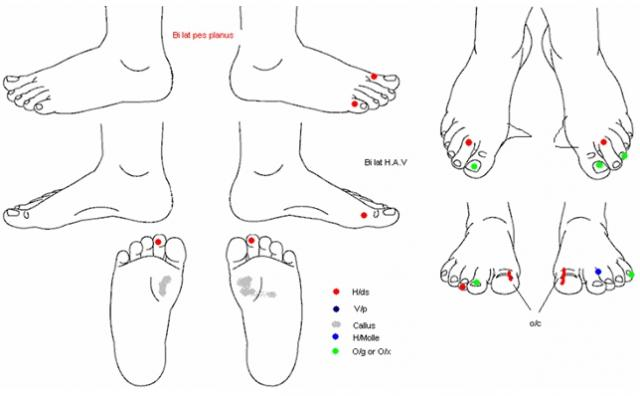 Bi lat pes planus
Bi lat H.A.V
H/ds
V/p
Callus
H/Molle
O/g or O/x
o/c